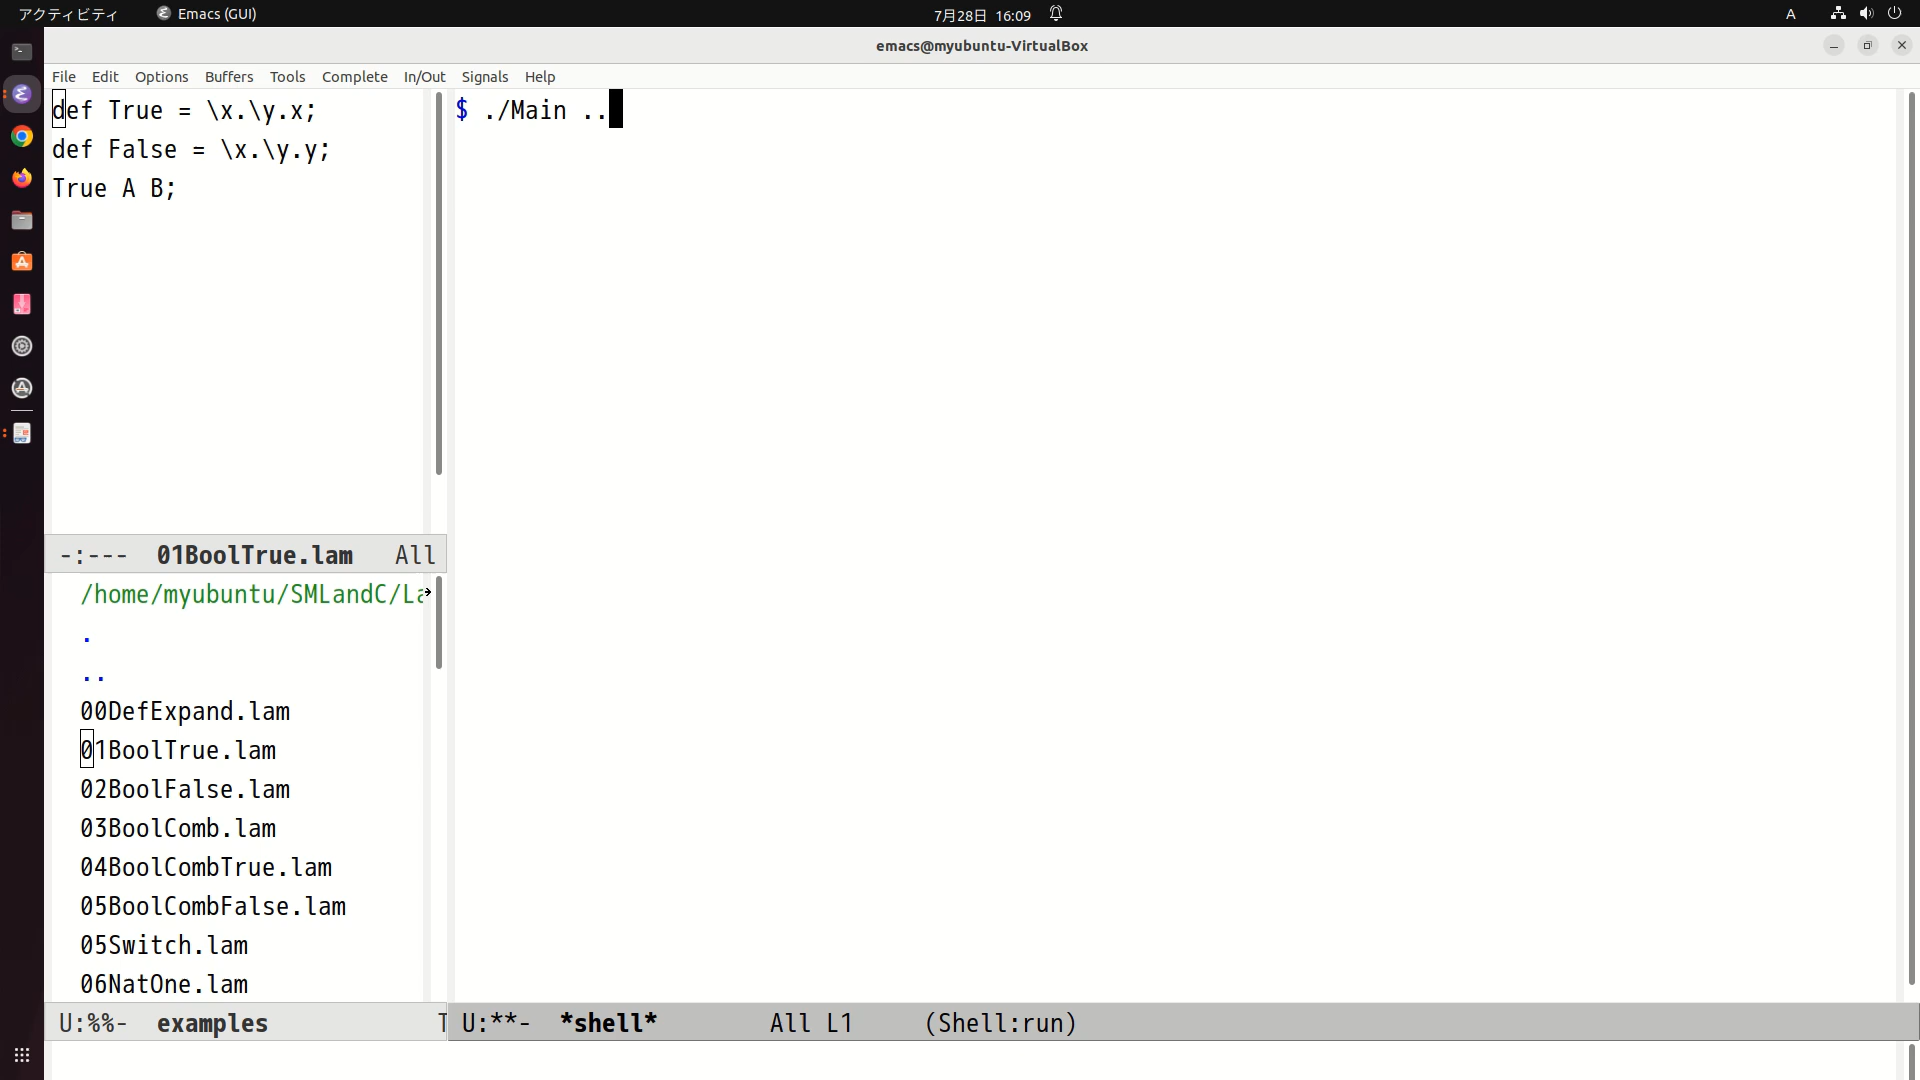 アクティビティ Emacs (GUI) 7月28日 16:09 A
emacs@myubuntu-VirtualBox
File Edit Options Buffers Tools Complete In/Out Signals Help
def True = \x.\y.x;
def False = \x.\y.y;
True A B;
-:--- 01BoolTrue.lam All
/home/myubuntu/SMLandC/La
.
..
00DefExpand.lam
01BoolTrue.lam
02BoolFalse.lam
03BoolComb.lam
04BoolCombTrue.lam
05BoolCombFalse.lam
05Switch.lam
06NatOne.lam
U:%%- examples T
$ ./Main ..
U:**- *shell* All L1 (Shell:run)